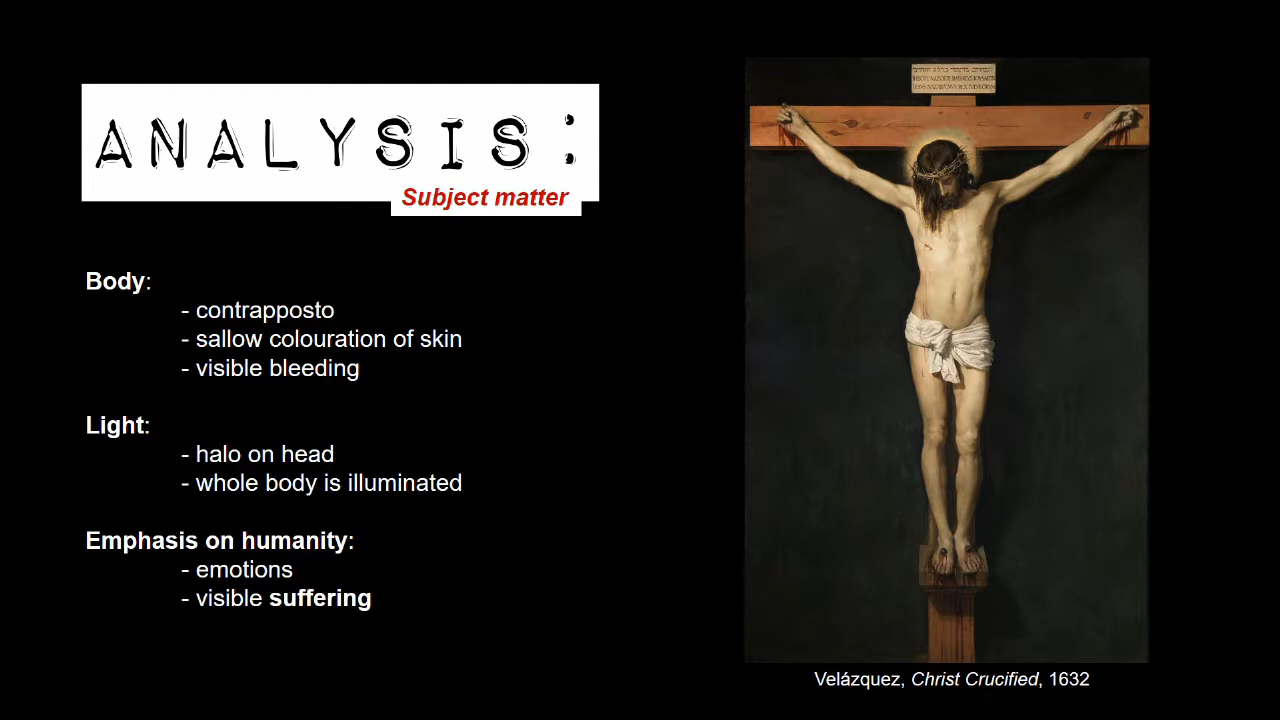 ANALYSIS:
Subject matter
Body:
- contrapposto
- sallow colouration of skin
- visible bleeding
Light:
- halo on head
- whole body is illuminated
Emphasis on humanity:
- emotions
- visible suffering
Velázquez, Christ Crucified, 1632